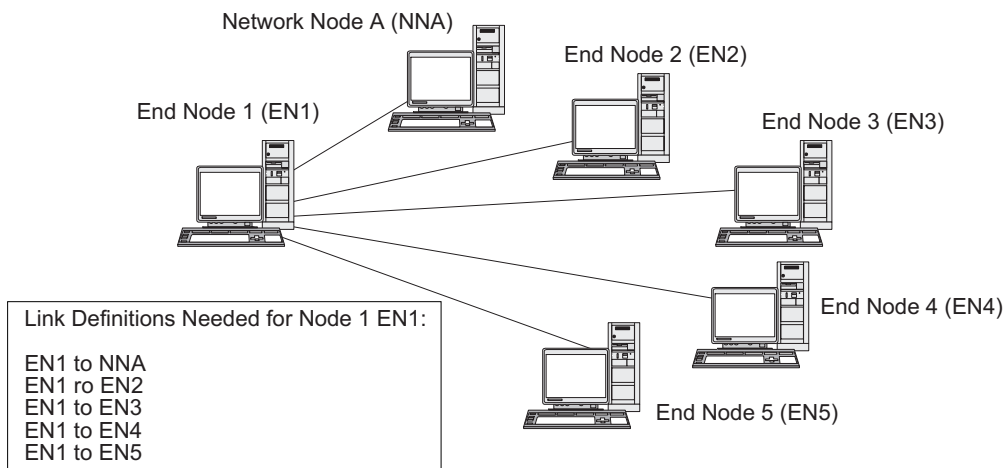 Network Node A (NNA)
End Node 2 (EN2)
End Node 1 (EN1)
End Node 3 (EN3)
End Node 4 (EN4)
End Node 5 (EN5)
Link Definitions Needed for Node 1 EN1:
EN1 to NNA
EN1 ro EN2
EN1 to EN3
EN1 to EN4
EN1 to EN5